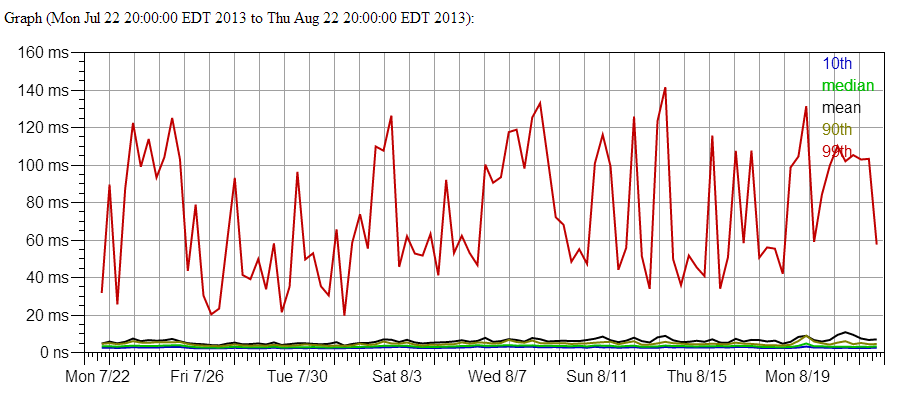 Graph (Mon Jul 22 20:00:00 EDT 2013 to Thu Aug 22 20:00:00 EDT 2013):
160 ms
10th
140 ms
median
mean
120 ms
90th
99th
100 ms
80 ms
60 ms
40 ms
20 ms
0 ns
Mon 7/22 Fri 7/26 Tue 7/30 Sat 8/3 Wed 8/7 Sun 8/11 Thu 8/15 Mon 8/19